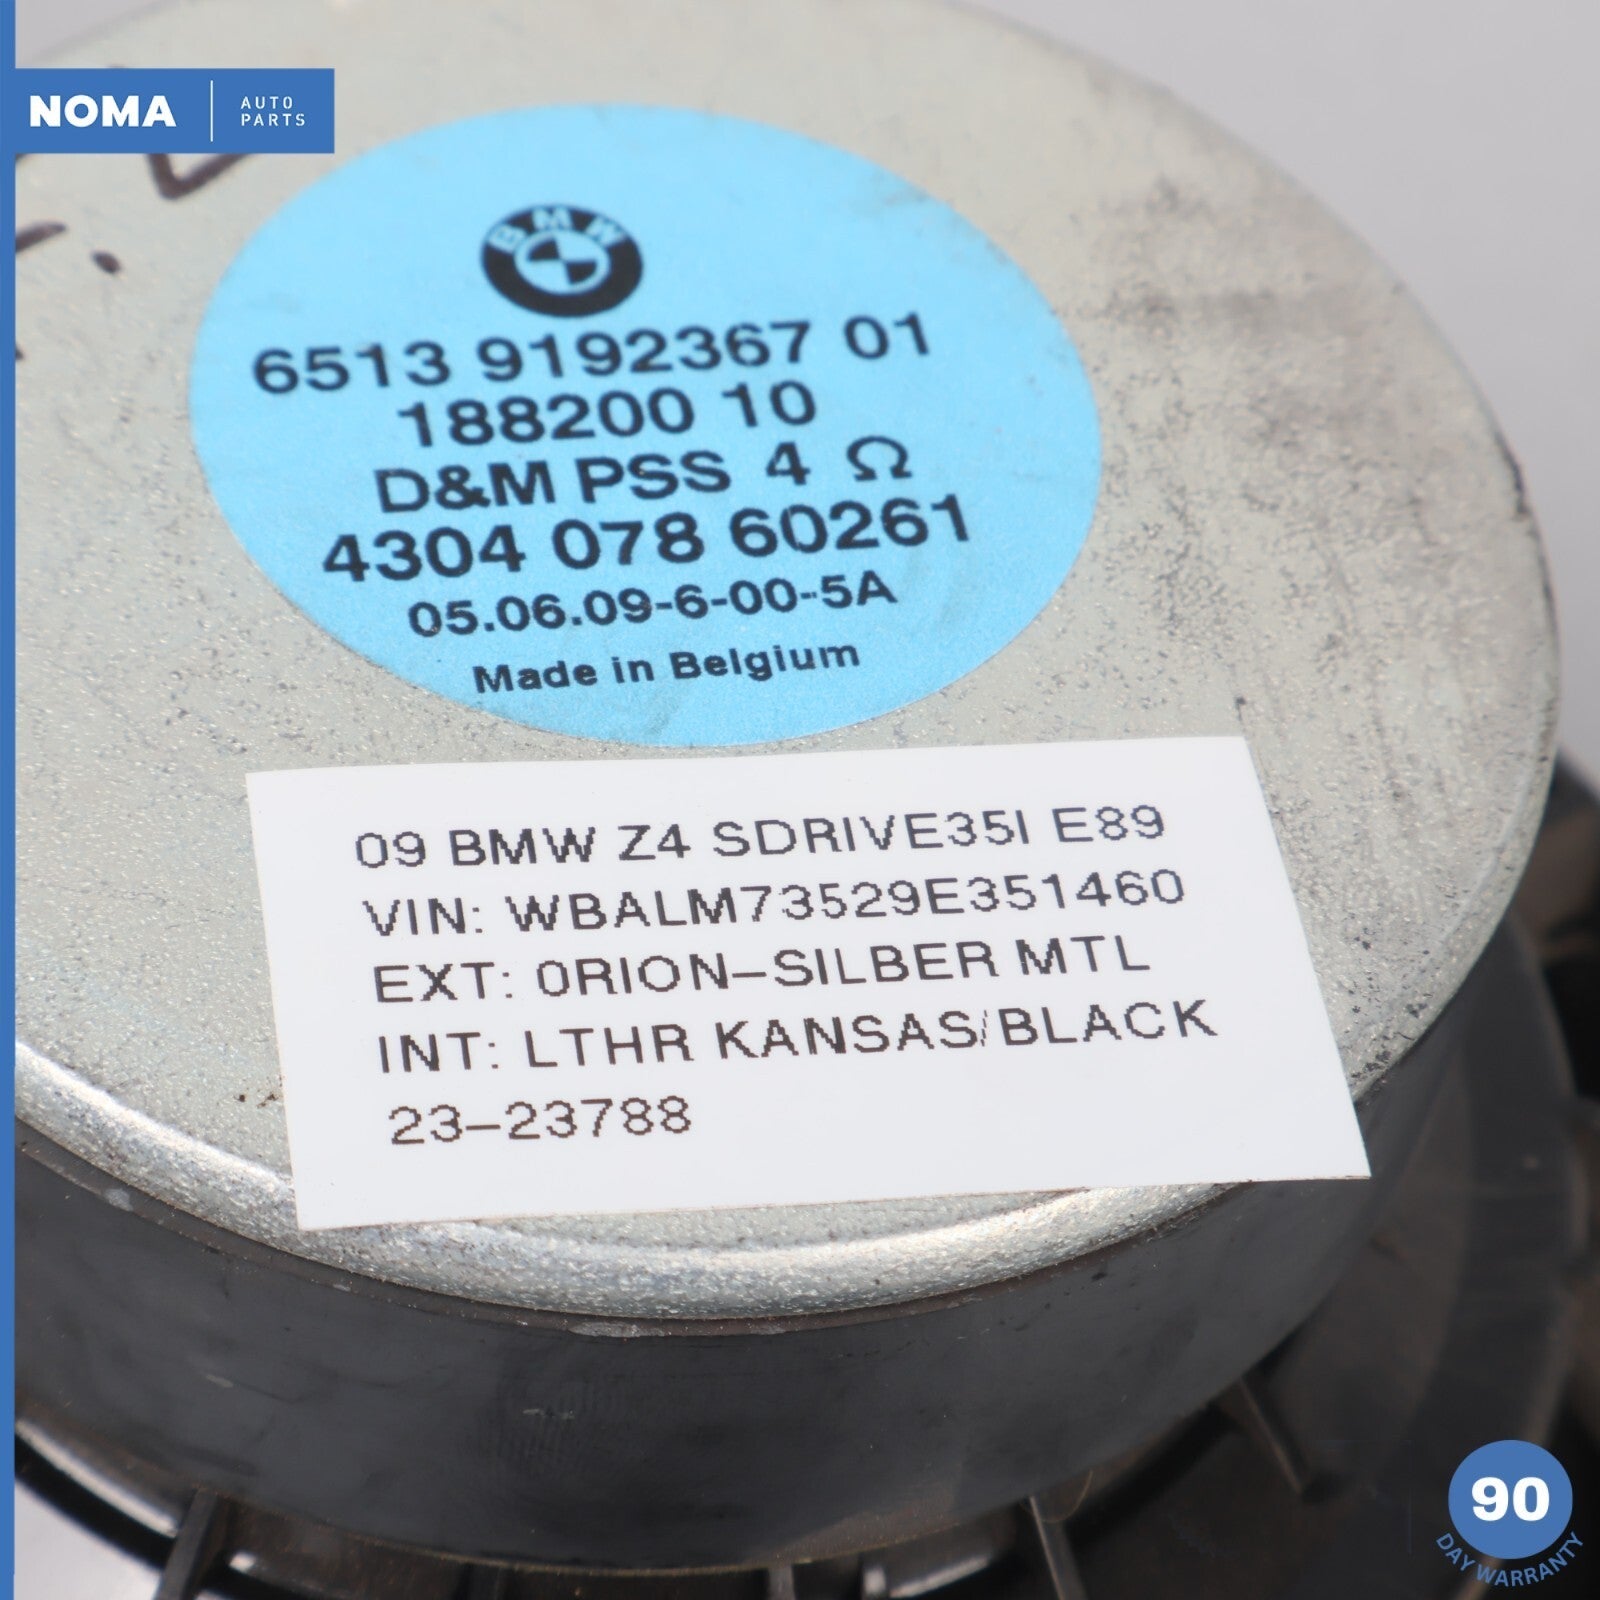 NOMA
AUTO
PARTS
BMW
6513 9192367 01
188200 10
D&M PSS 4 Ω
4304 078 60261
05.06.09-6-00-5A
Made in Belgium
09 BMW Z4 SDRIVE35I E89
VIN: WBALM73529E351460
EXT: ORION-SILBER MTL
INT: LTHR KANSAS/BLACK
23-23788
90
DAY WARRANTY